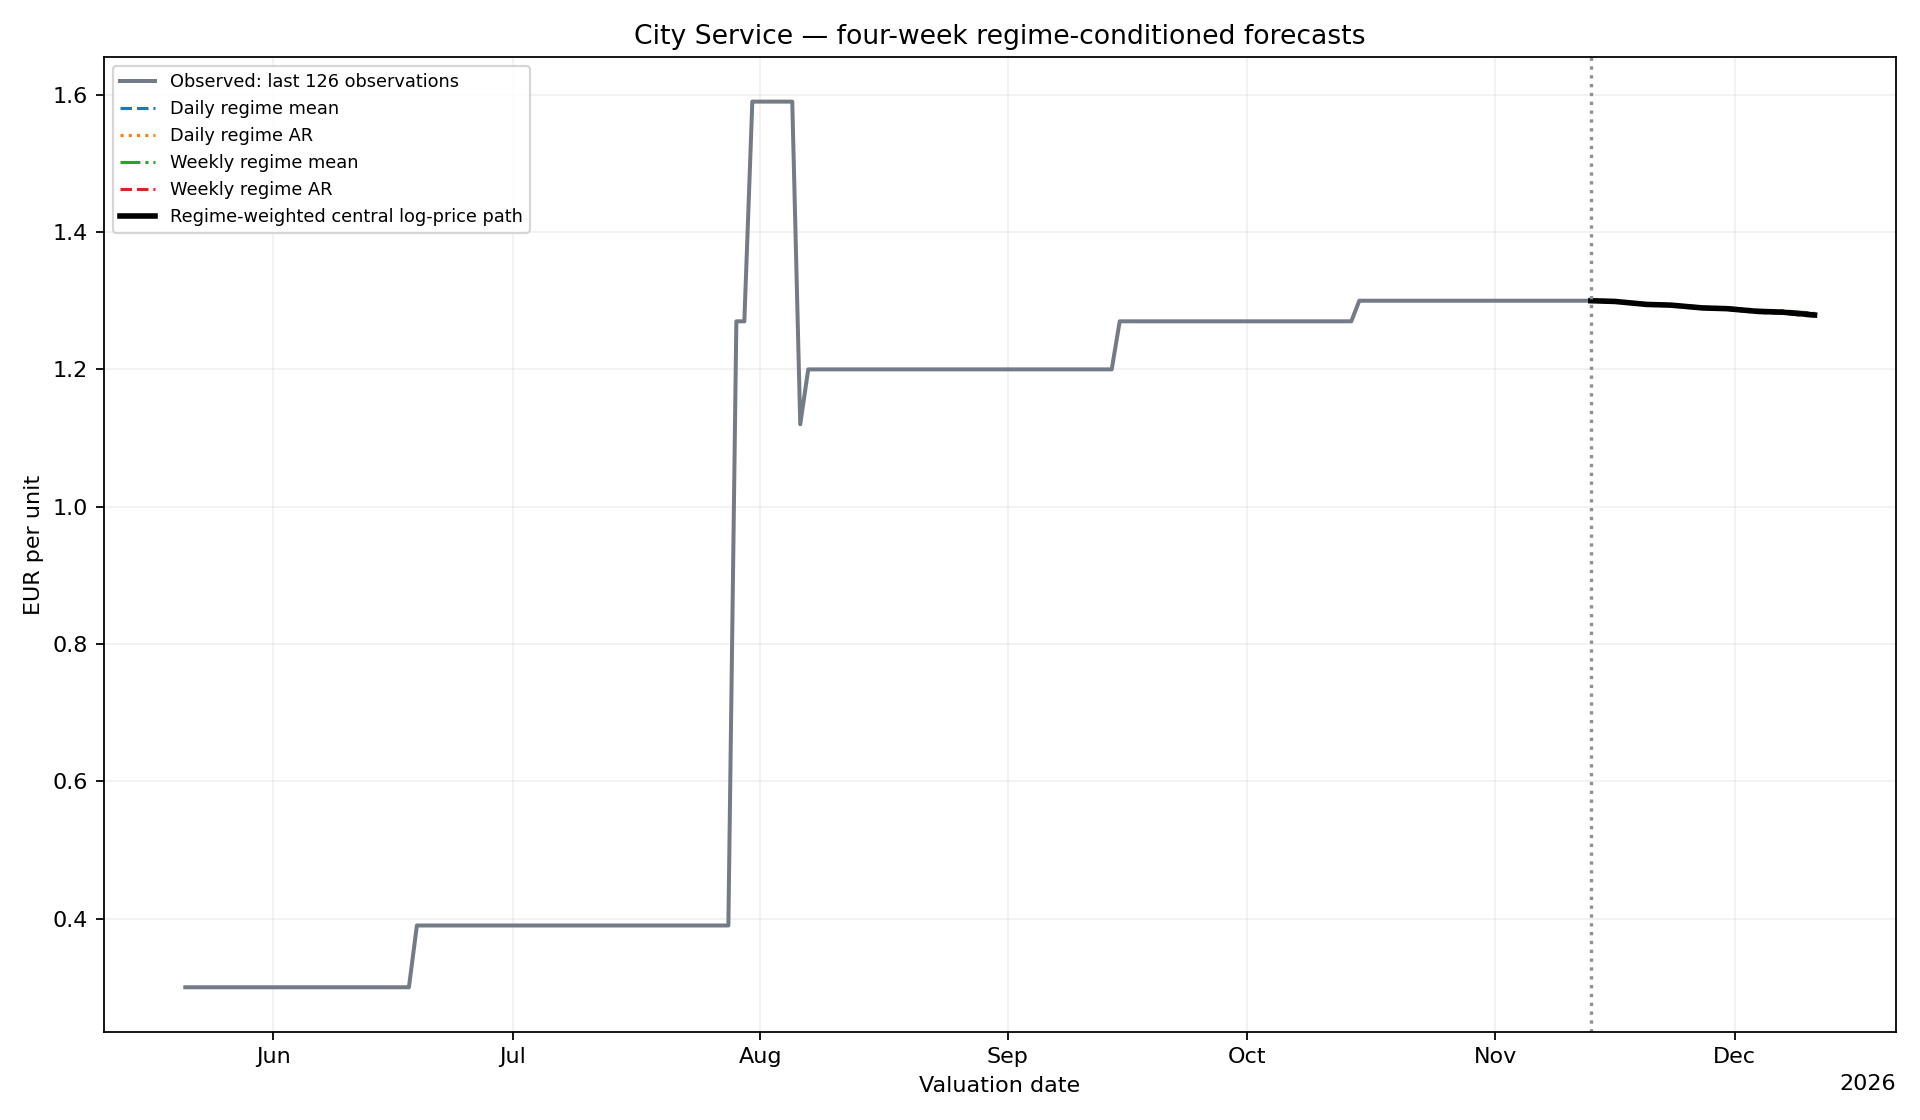 City Service — four-week regime-conditioned forecasts
Observed: last 126 observations
Daily regime mean
Daily regime AR
Weekly regime mean
Weekly regime AR
Regime-weighted central log-price path
EUR per unit
1.6
1.4
1.2
1.0
0.8
0.6
0.4
Jun
Jul
Aug
Sep
Oct
Nov
Dec
Valuation date
2026